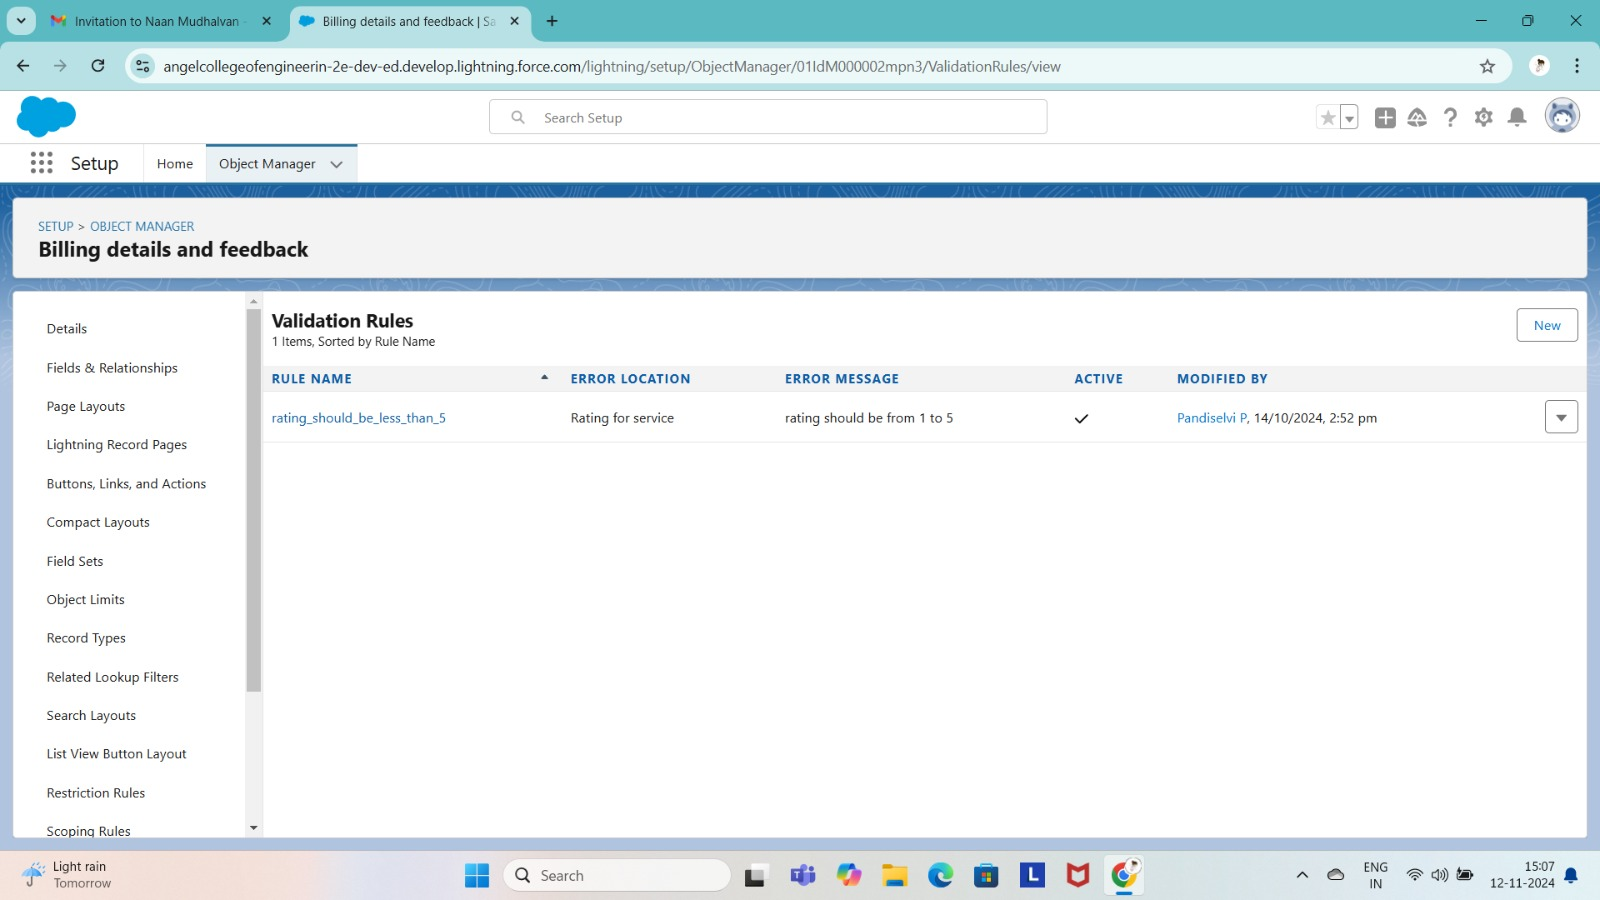 Invitation to Naan Mudhalvan
Billing details and feedback | Sa
angelcollegeofengineerin-2e-dev-ed.develop.lightning.force.com/lightning/setup/ObjectManager/01IdM000002mpn3/ValidationRules/view
Search Setup
Setup
Home
Object Manager
SETUP > OBJECT MANAGER
Billing details and feedback
Details
Fields & Relationships
Page Layouts
Lightning Record Pages
Buttons, Links, and Actions
Compact Layouts
Field Sets
Object Limits
Record Types
Related Lookup Filters
Search Layouts
List View Button Layout
Restriction Rules
Scoping Rules
Validation Rules
1 Items, Sorted by Rule Name
New
RULE NAME ERROR LOCATION ERROR MESSAGE ACTIVE MODIFIED BY
rating_should_be_less_than_5 Rating for service rating should be from 1 to 5 Pandiselvi P, 14/10/2024, 2:52 pm
Light rain
Tomorrow
Search
L
ENG
IN
15:07
12-11-2024